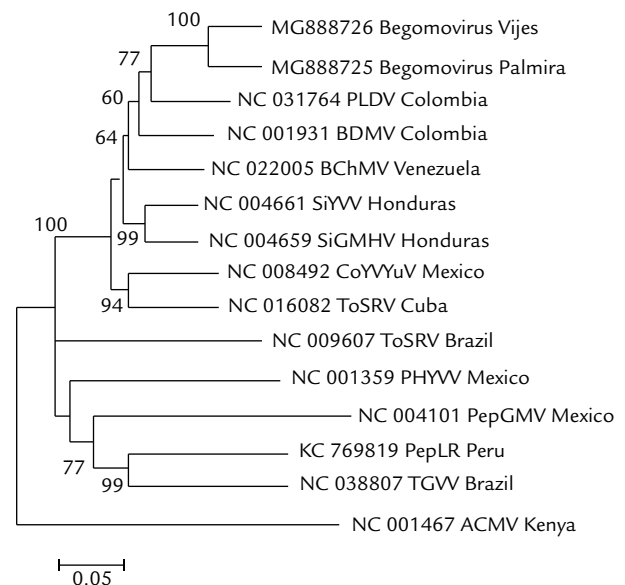 100
MG888726 Begomovirus Vijes
77
MG888725 Begomovirus Palmira
60
NC 031764 PLDV Colombia
64
NC 001931 BDMV Colombia
NC 022005 BChMV Venezuela
NC 004661 SiYVV Honduras
100
99
NC 004659 SiGMHV Honduras
NC 008492 CoYVYuV Mexico
94
NC 016082 ToSRV Cuba
NC 009607 ToSRV Brazil
NC 001359 PHYVV Mexico
NC 004101 PepGMV Mexico
KC 769819 PepLR Peru
77
99
NC 038807 TGVV Brazil
NC 001467 ACMV Kenya
0.05